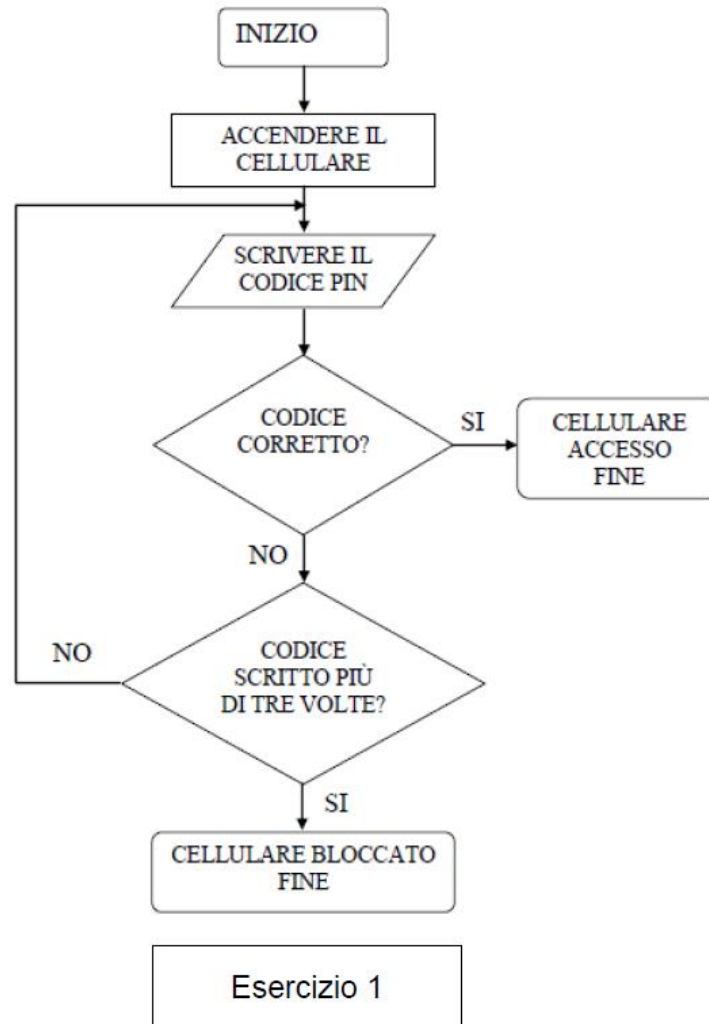 INIZIO
ACCENDERE IL
CELLULARE
SCRIVERE IL
CODICE PIN
CODICE
CORRETTO?
SI
CELLULARE
ACCESSO
FINE
NO
CODICE
SCRITTO PIÙ
DI TRE VOLTE?
NO
SI
CELLULARE BLOCCATO
FINE
Esercizio 1